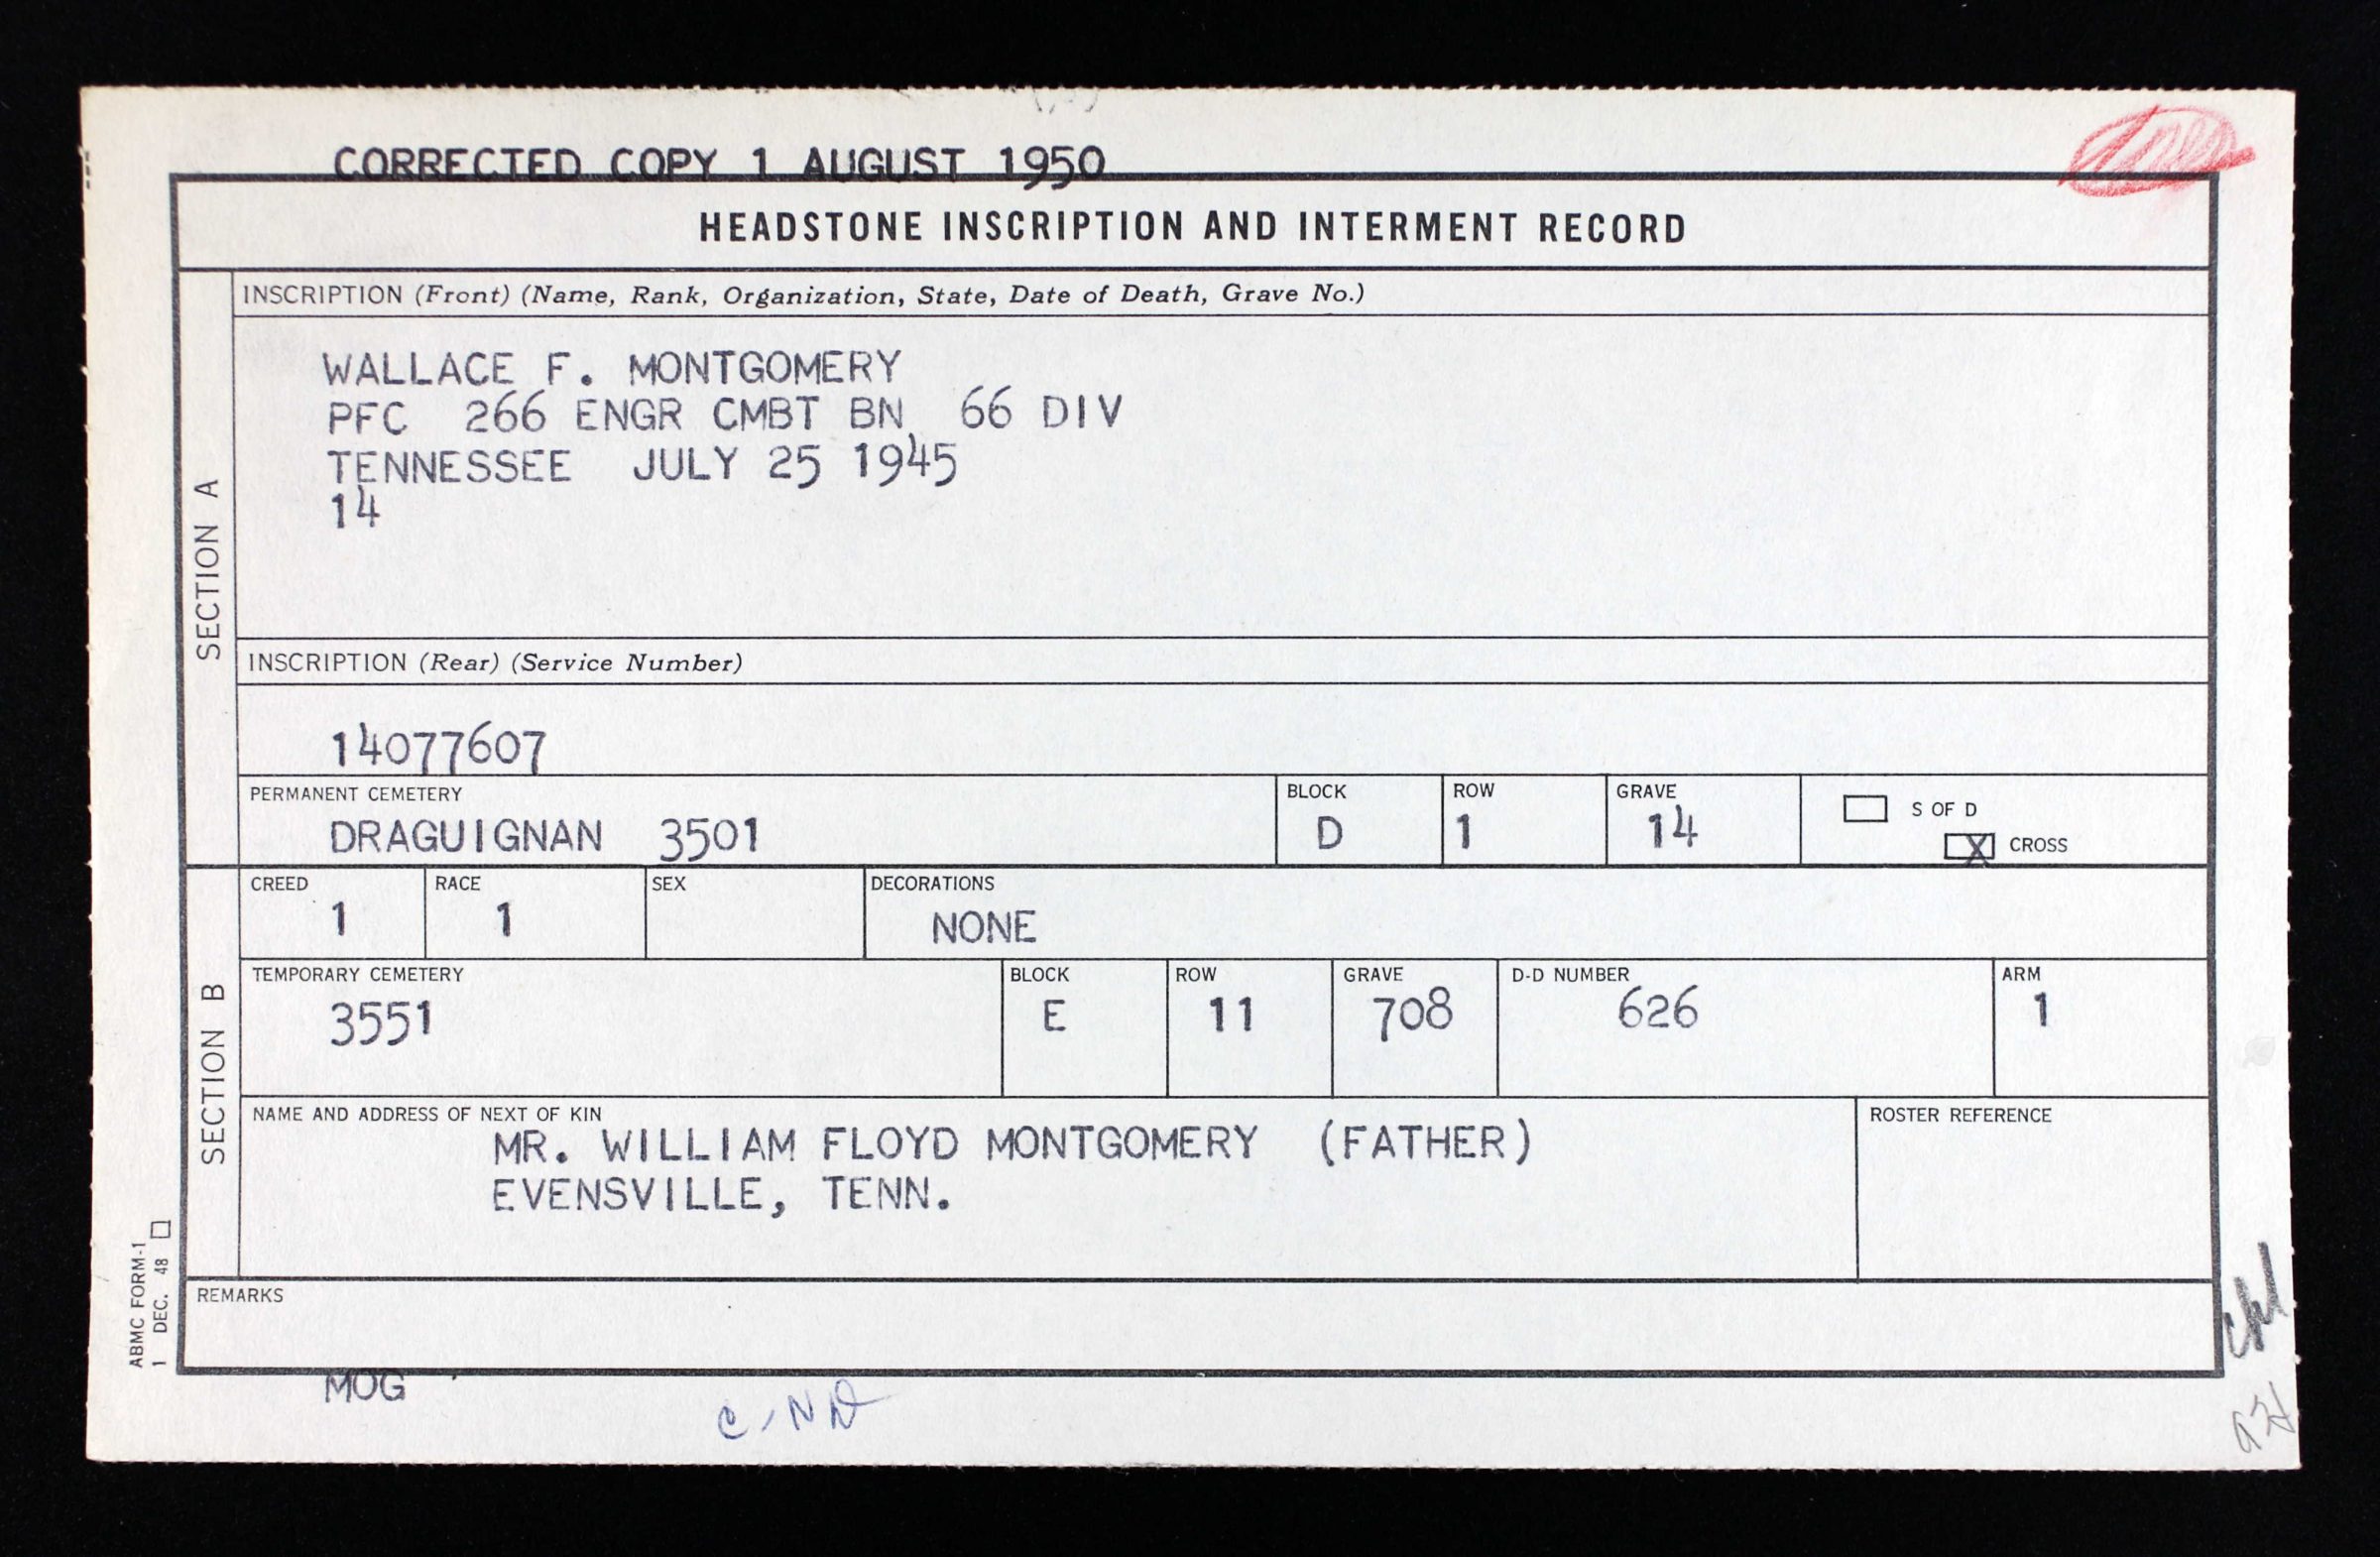 CORRECTED COPY 1 AUGUST 1950
HEADSTONE INSCRIPTION AND INTERMENT RECORD
SECTION A
INSCRIPTION (Front) (Name, Rank, Organization, State, Date of Death, Grave No.)
WALLACE F. MONTGOMERY
PFC 266 ENGR CMBT BN 66 DIV
TENNESSEE JULY 25 1945
14
INSCRIPTION (Rear) (Service Number)
14077607
PERMANENT CEMETERY BLOCK ROW GRAVE S OF D
DRAGUIGNAN 3501 D 1 14 X CROSS
SECTION B
CREED RACE SEX DECORATIONS
1 1 NONE
TEMPORARY CEMETERY BLOCK ROW GRAVE D-D NUMBER ARM
3551 E 11 708 626 1
NAME AND ADDRESS OF NEXT OF KIN ROSTER REFERENCE
MR. WILLIAM FLOYD MONTGOMERY (FATHER)
EVENSVILLE, TENN.
REMARKS
ABMC FORM-1
1 DEC. 48
MOG